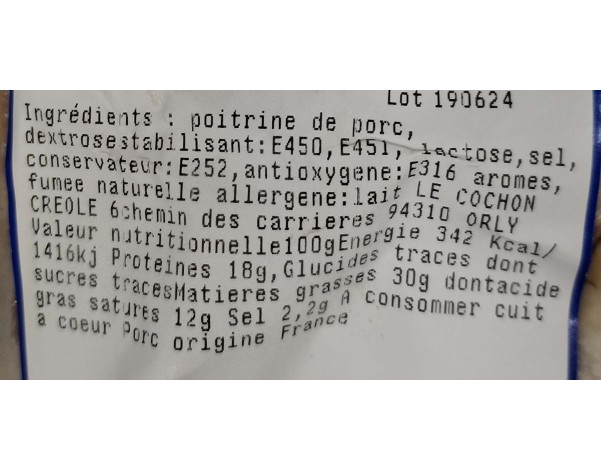 Lot 190624
Ingrédients : poitrine de porc,
dextrosestabilisant:E450,E451, lactose,sel,
conservateur:E252,antioxygene:E316 aromes,
fumee naturelle allergene:lait LE COCHON
CREOLE 6chemin des carrieres 94310 ORLY
Valeur nutritionnelle100gEnergie 342 Kcal/
1416kj Proteines 18g,Glucides traces dont
sucres tracesMatieres grasses 30g dontacide
gras satures 12g Sel 2,2g A consommer cuit
a coeur Porc origine France